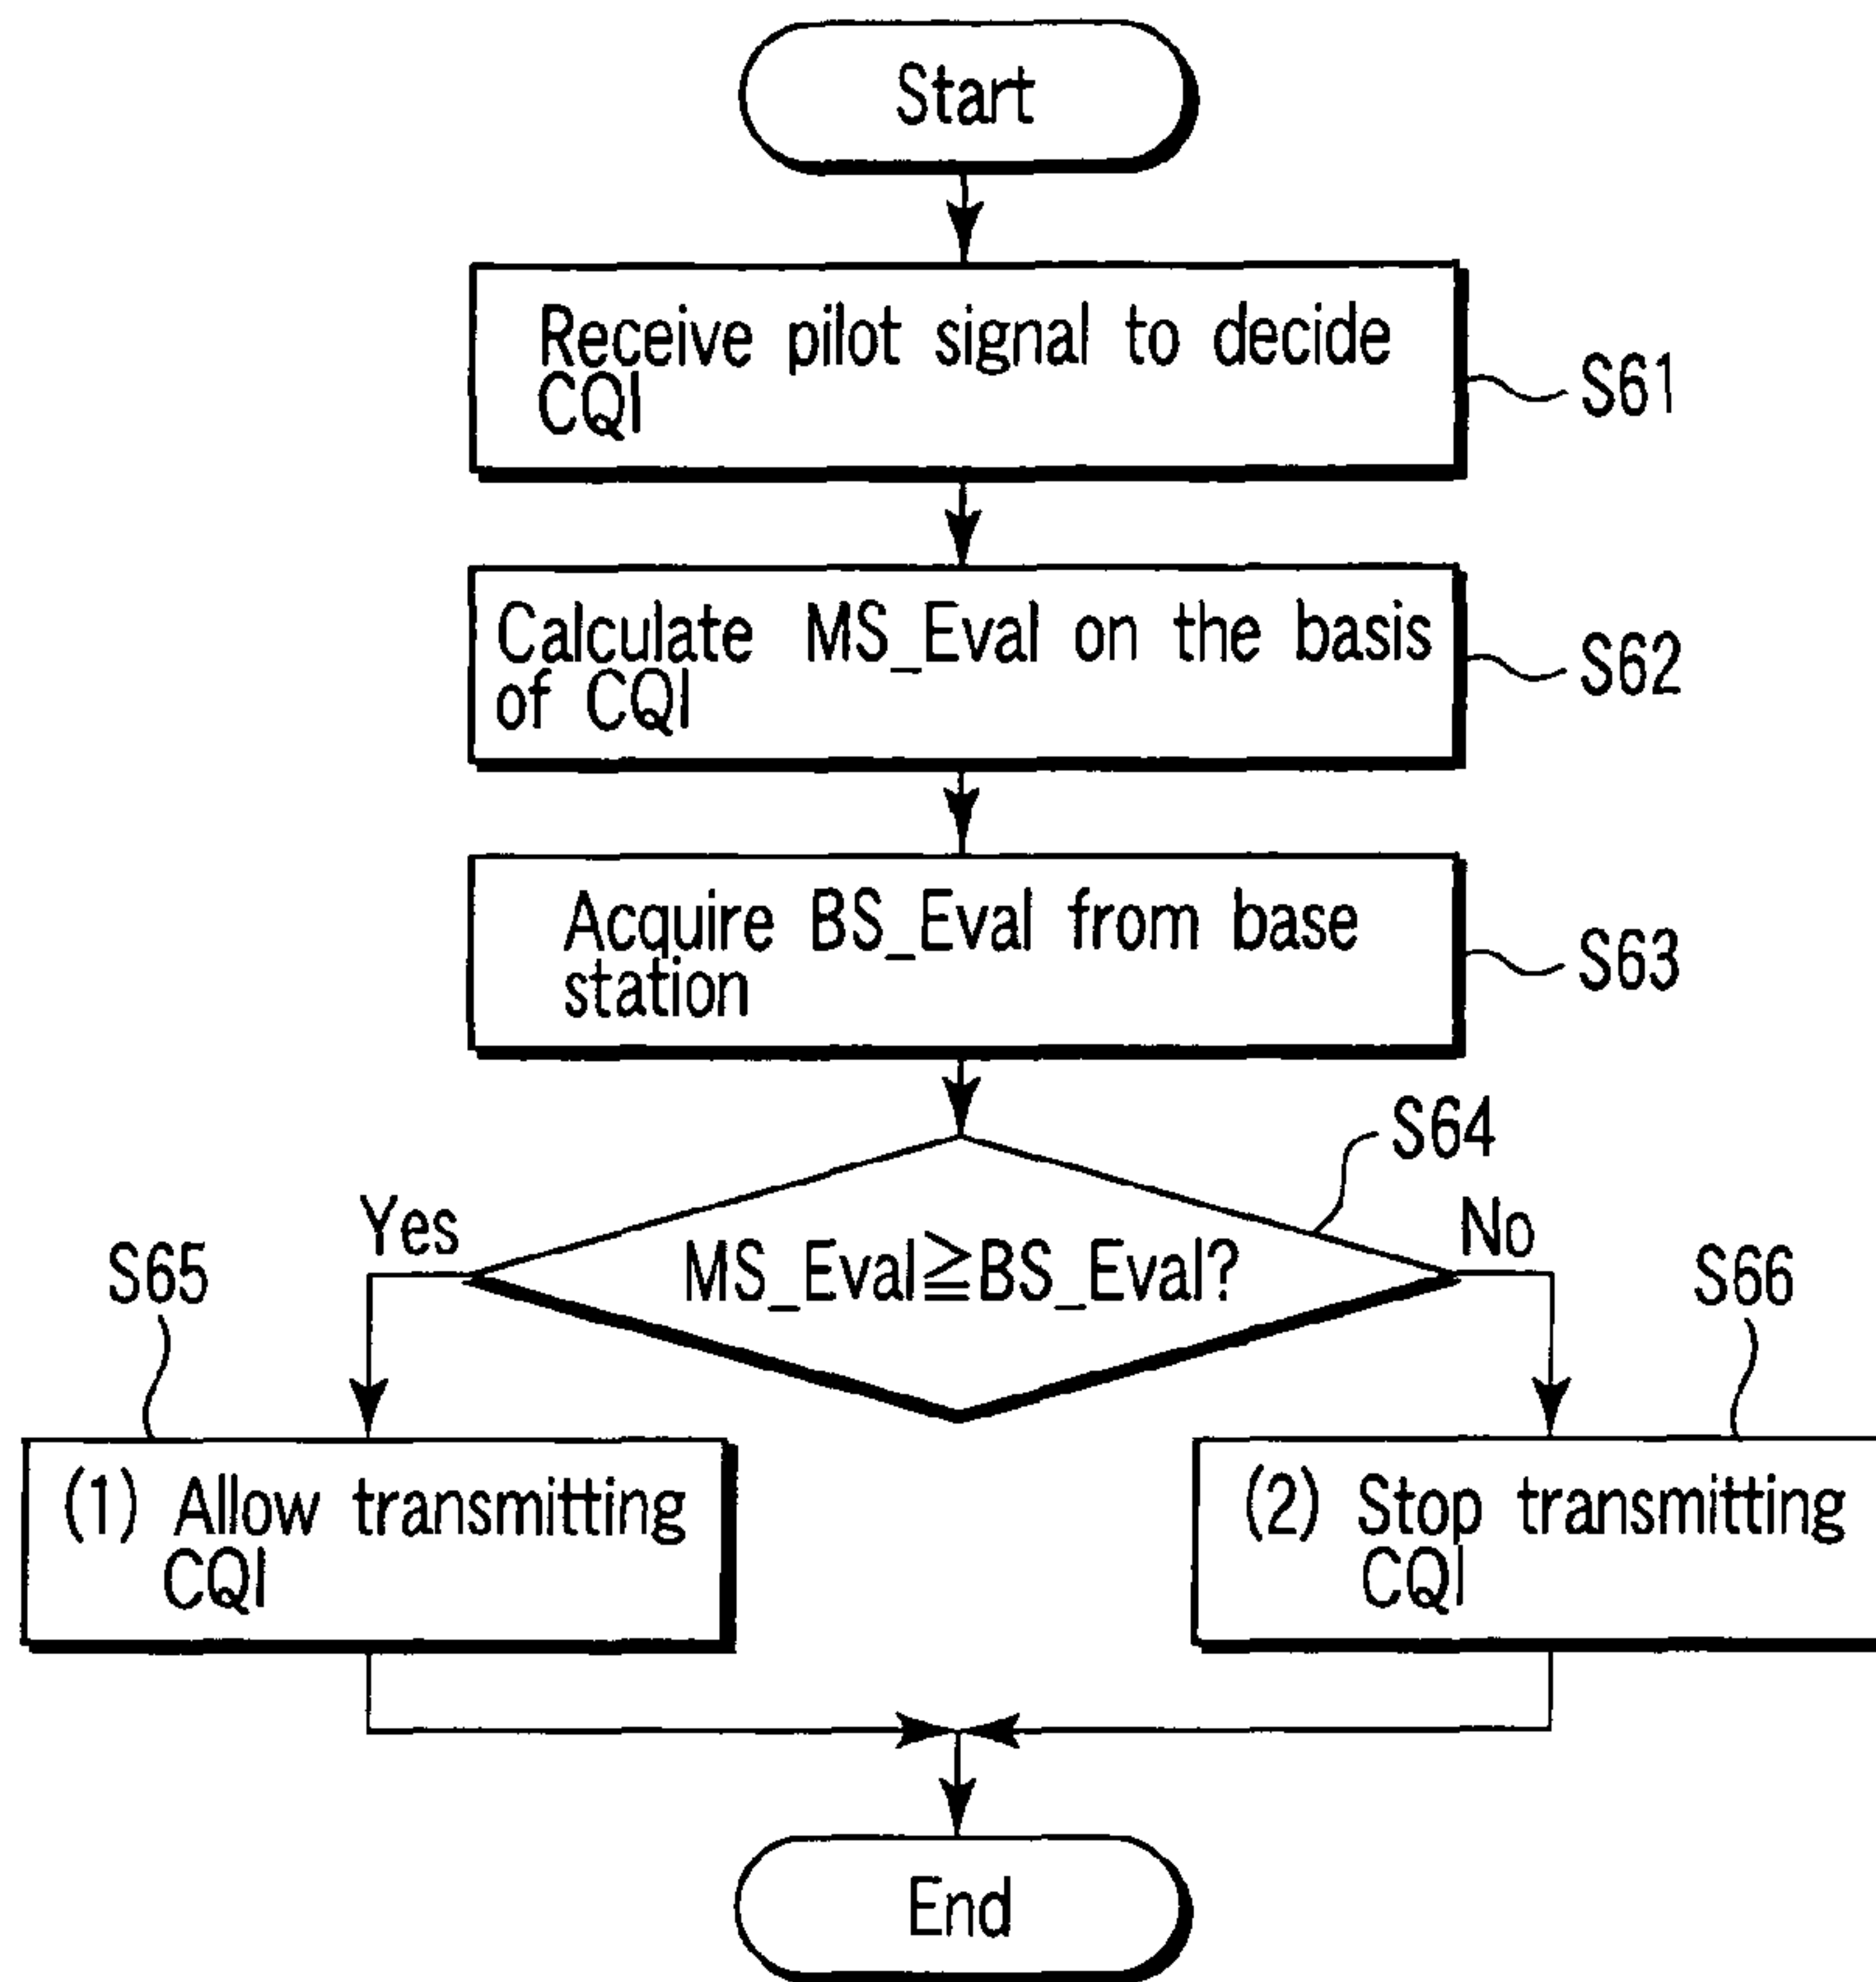 Start
Receive pilot signal to decide
CQI
S61
Calculate MS_Eval on the basis
of CQI
S62
Acquire BS_Eval from base
station
S63
S64
Yes
MS_Eval≧BS_Eval?
No
S65
S66
(1) Allow transmitting
CQI
(2) Stop transmitting
CQI
End